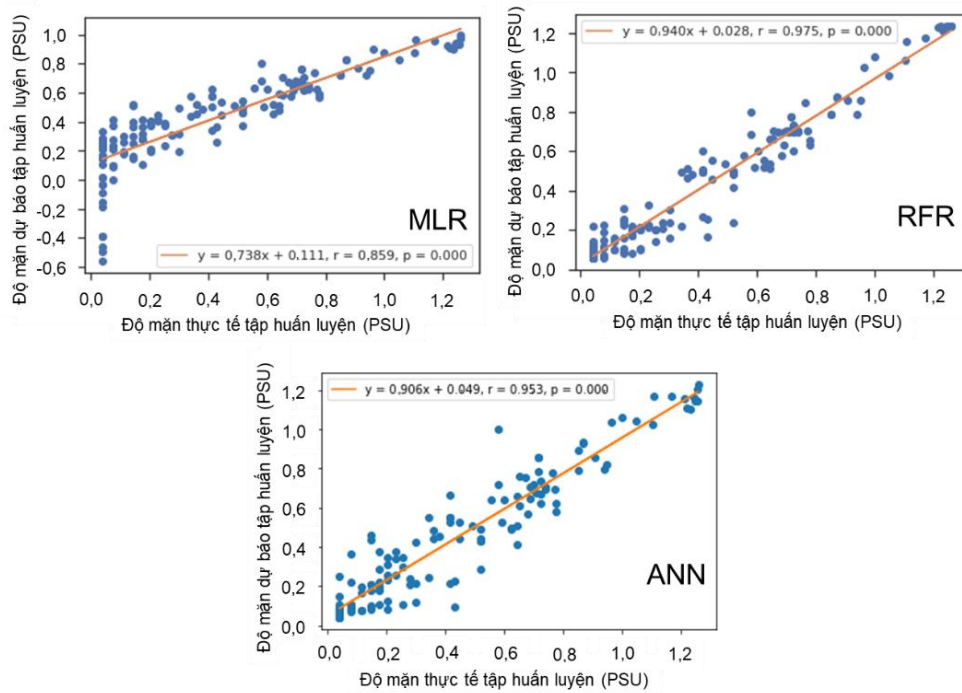 Độ mặn dự báo tập huấn luyện (PSU)
1,0
0,8
0,6
0,4
0,2
0,0
-0,2
-0,4
-0,6
MLR
y = 0,738x + 0.111, r = 0,859, p = 0.000
0,0 0,2 0,4 0,6 0,8 1,0 1,2
Độ mặn thực tế tập huấn luyện (PSU)
Độ mặn dự báo tập huấn luyện (PSU)
y = 0,940x + 0.028, r = 0,975, p = 0.000
1,2
1,0
0,8
0,6
0,4
0,2
0,0
RFR
0,0 0,2 0,4 0,6 0,8 1,0 1,2
Độ mặn thực tế tập huấn luyện (PSU)
Độ mặn dự báo tập huấn luyện (PSU)
y = 0,906x + 0.049, r = 0.953, p = 0.000
1,2
1,0
0,8
0,6
0,4
0,2
0,0
ANN
0,0 0,2 0,4 0,6 0,8 1,0 1,2
Độ mặn thực tế tập huấn luyện (PSU)